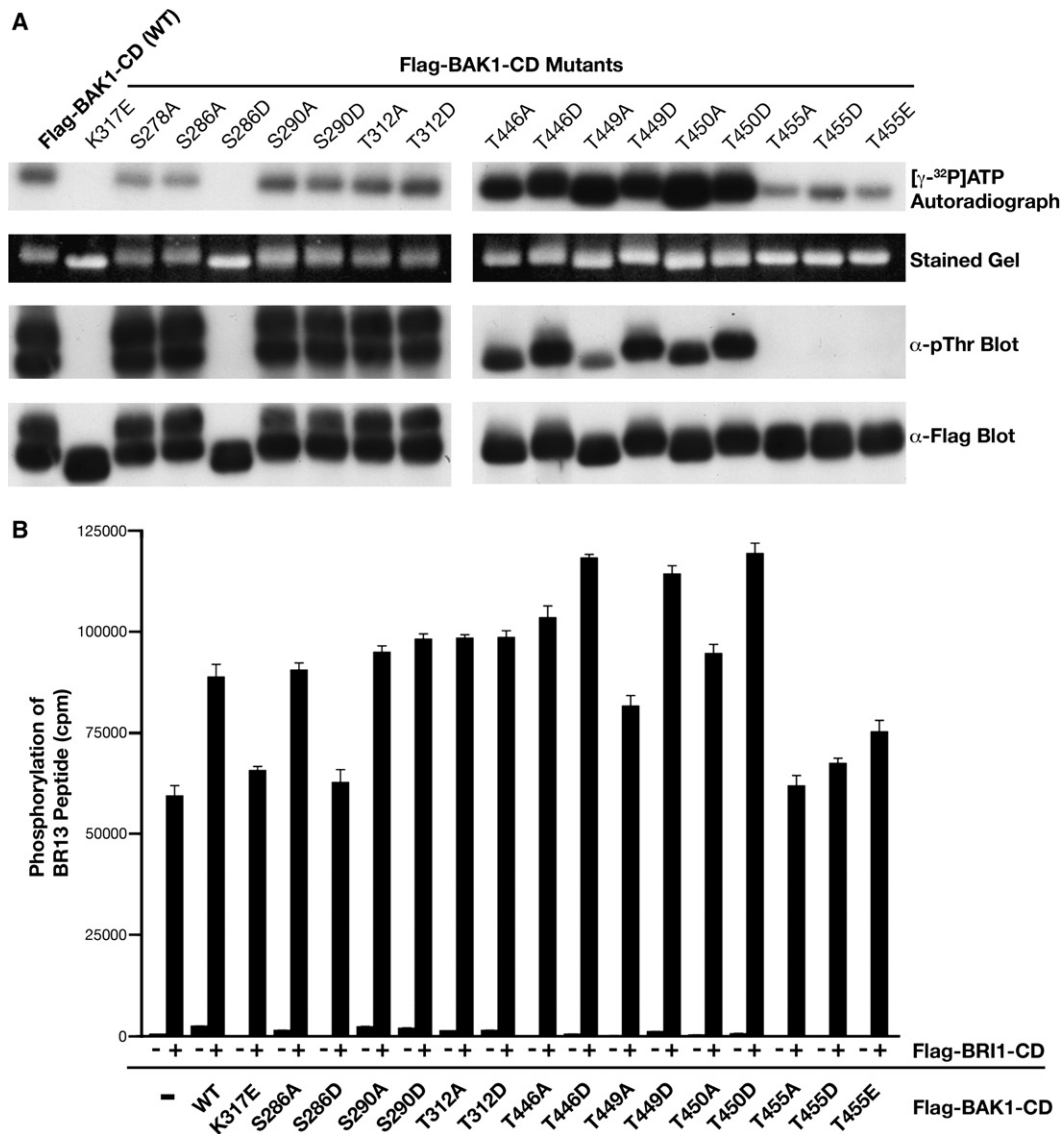 A
Flag-BAK1-CD (WT)
Flag-BAK1-CD Mutants
K317E
S278A
S286A
S286D
S290A
S290D
T312A
T312D
T446A
T446D
T449A
T449D
T450A
T450D
T455A
T455D
T455E
[γ-³²P]ATP
Autoradiograph
Stained Gel
α-pThr Blot
α-Flag Blot
B
Phosphorylation of
BR13 Peptide (cpm)
125000
100000
75000
50000
25000
0
- + - + - + - + - + - + - + - + - + - + - + - + - + - + - + - + - + - +
Flag-BRI1-CD
-
WT
K317E
S286A
S286D
S290A
S290D
T312A
T312D
T446A
T446D
T449A
T449D
T450A
T450D
T455A
T455D
T455E
Flag-BAK1-CD